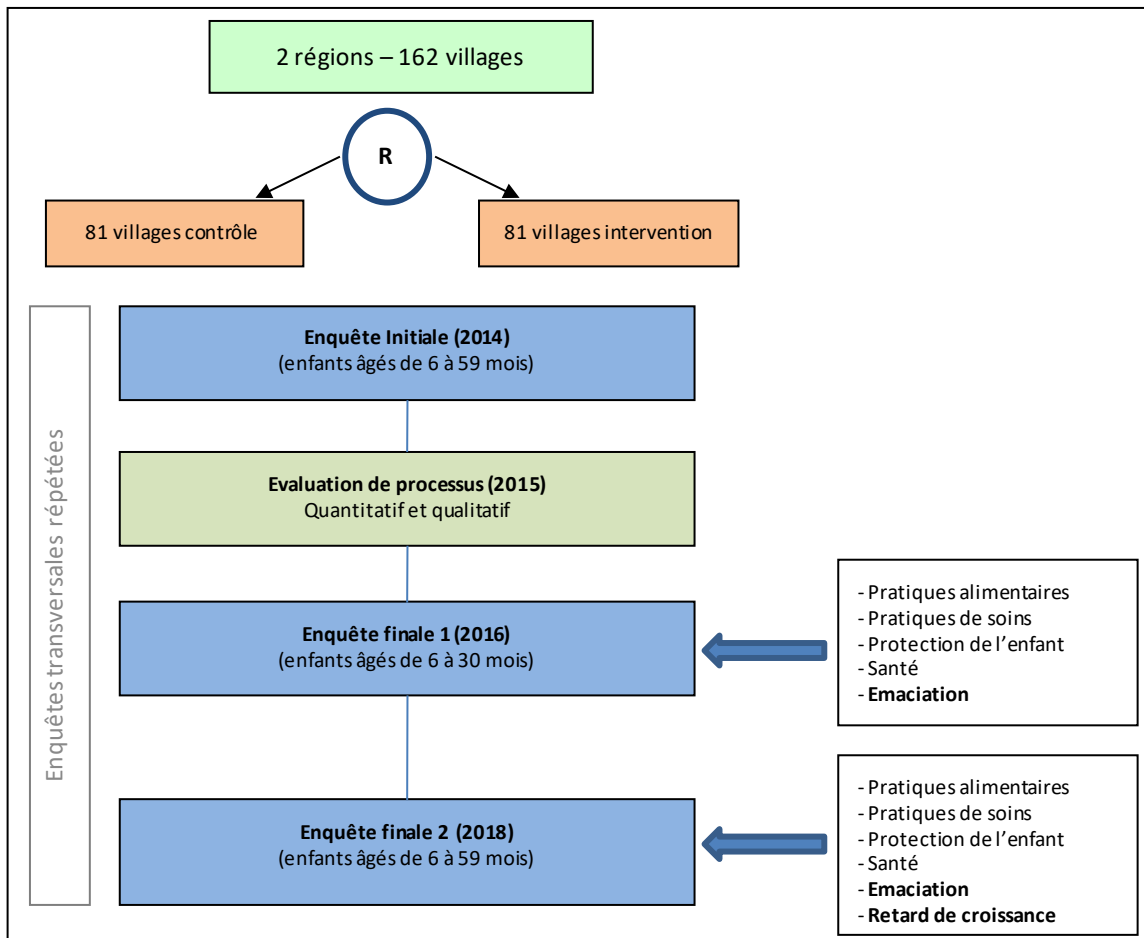 2 régions – 162 villages
R
81 villages contrôle
81 villages intervention
Enquêtes transversales répétées
Enquête Initiale (2014)
(enfants âgés de 6 à 59 mois)
Evaluation de processus (2015)
Quantitatif et qualitatif
Enquête finale 1 (2016)
(enfants âgés de 6 à 30 mois)
- Pratiques alimentaires
- Pratiques de soins
- Protection de l’enfant
- Santé
- Emaciation
Enquête finale 2 (2018)
(enfants âgés de 6 à 59 mois)
- Pratiques alimentaires
- Pratiques de soins
- Protection de l’enfant
- Santé
- Emaciation
- Retard de croissance